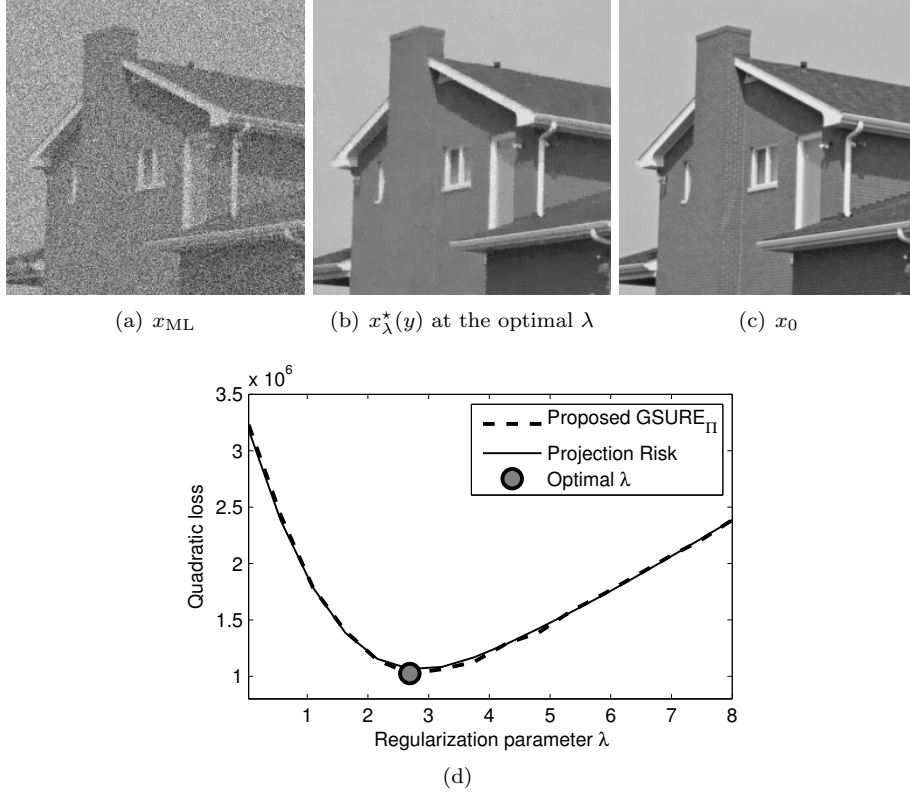 (a) x_ML
(b) x⋆_λ(y) at the optimal λ
(c) x_0
x 10^6
3.5
3
2.5
2
1.5
1
Quadratic loss
Proposed GSURE_Π
Projection Risk
Optimal λ
1 2 3 4 5 6 7 8
Regularization parameter λ
(d)